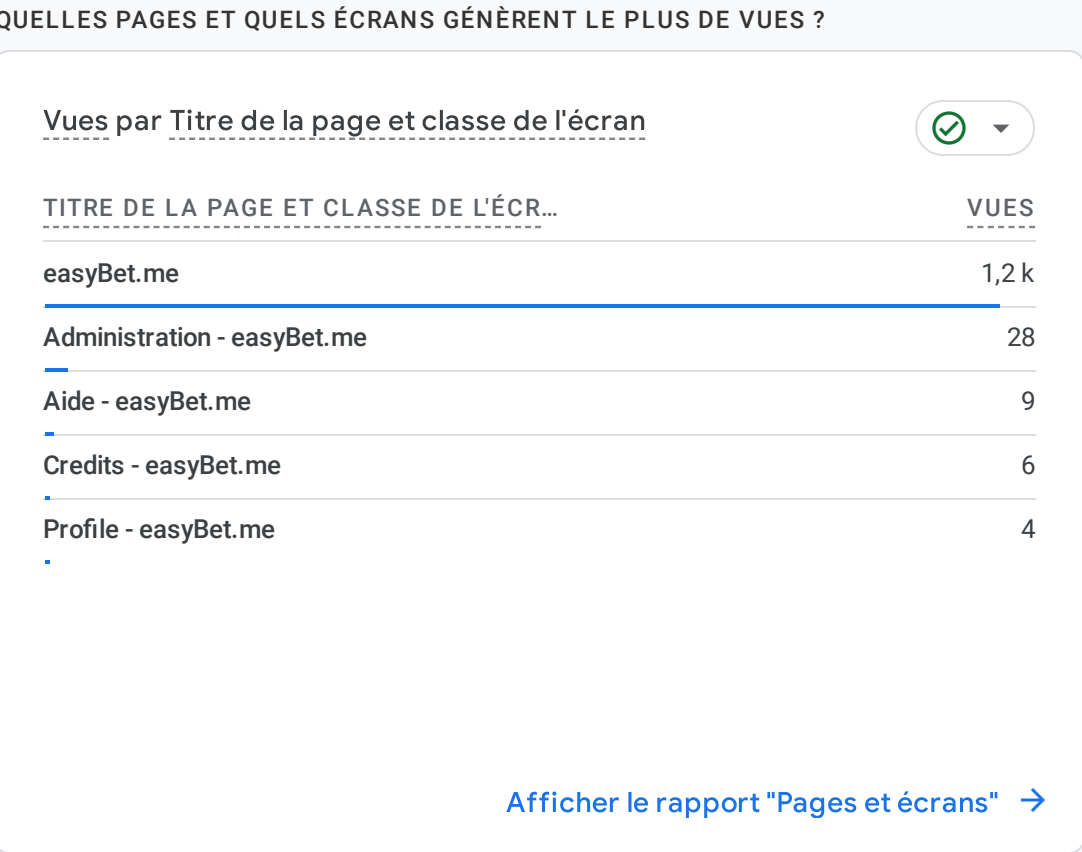 QUELLES PAGES ET QUELS ÉCRANS GÉNÈRENT LE PLUS DE VUES ?
Vues par Titre de la page et classe de l'écran
TITRE DE LA PAGE ET CLASSE DE L'ÉCR… VUES
easyBet.me 1,2 k
Administration - easyBet.me 28
Aide - easyBet.me 9
Credits - easyBet.me 6
Profile - easyBet.me 4
Afficher le rapport "Pages et écrans"